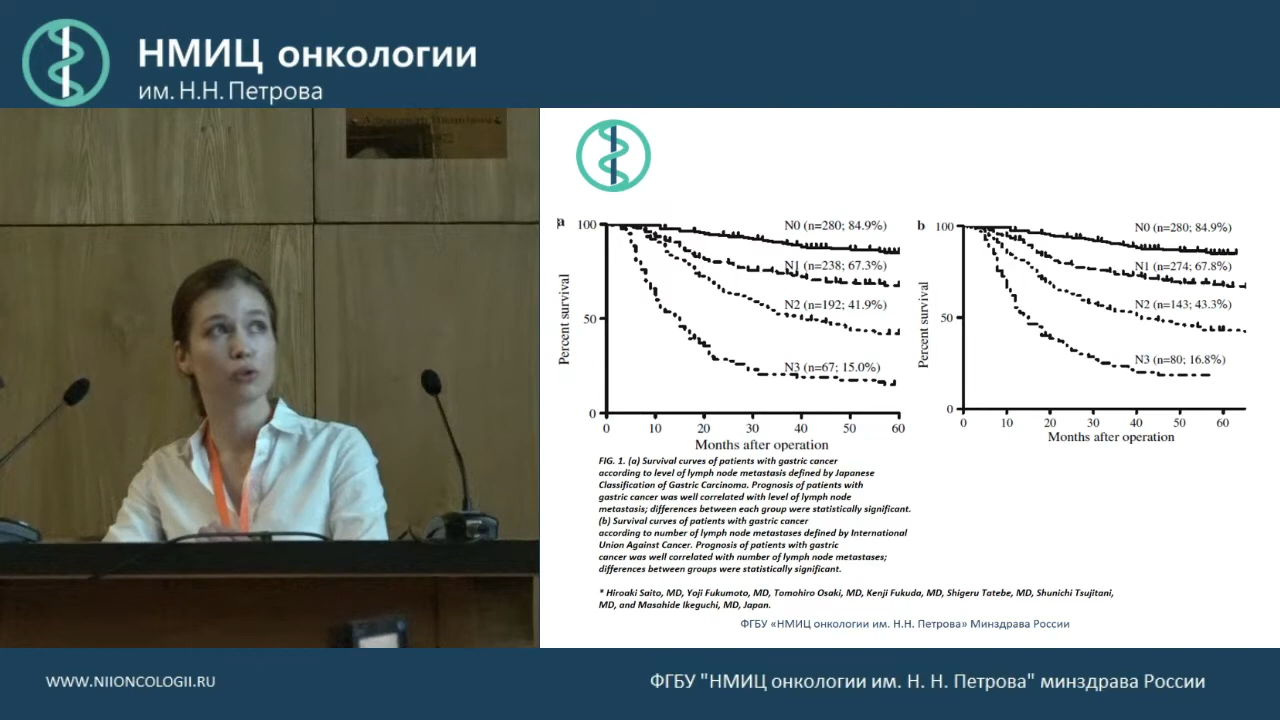 НМИЦ онкологии
им. Н.Н. Петрова
a
100
50
0
0 10 20 30 40 50 60
Percent survival
Months after operation
N0 (n=280; 84.9%)
N1 (n=238; 67.3%)
N2 (n=192; 41.9%)
N3 (n=67; 15.0%)
b
100
50
0
0 10 20 30 40 50 60
Percent survival
Months after operation
N0 (n=280; 84.9%)
N1 (n=274; 67.8%)
N2 (n=143; 43.3%)
N3 (n=80; 16.8%)
FIG. 1. (a) Survival curves of patients with gastric cancer
according to level of lymph node metastasis defined by Japanese
Classification of Gastric Carcinoma. Prognosis of patients with
gastric cancer was well correlated with level of lymph node
metastasis; differences between each group were statistically significant.
(b) Survival curves of patients with gastric cancer
according to number of lymph node metastases defined by International
Union Against Cancer. Prognosis of patients with gastric
cancer was well correlated with number of lymph node metastases;
differences between groups were statistically significant.
* Hiroaki Saito, MD, Yoji Fukumoto, MD, Tomohiro Osaki, MD, Kenji Fukuda, MD, Shigeru Tatebe, MD, Shunichi Tsujitani,
MD, and Masahide Ikeguchi, MD, Japan.
ФГБУ «НМИЦ онкологии им. Н.Н. Петрова» Минздрава России
WWW.NIIONCOLOGII.RU
ФГБУ "НМИЦ онкологии им. Н. Н. Петрова" минздрава России